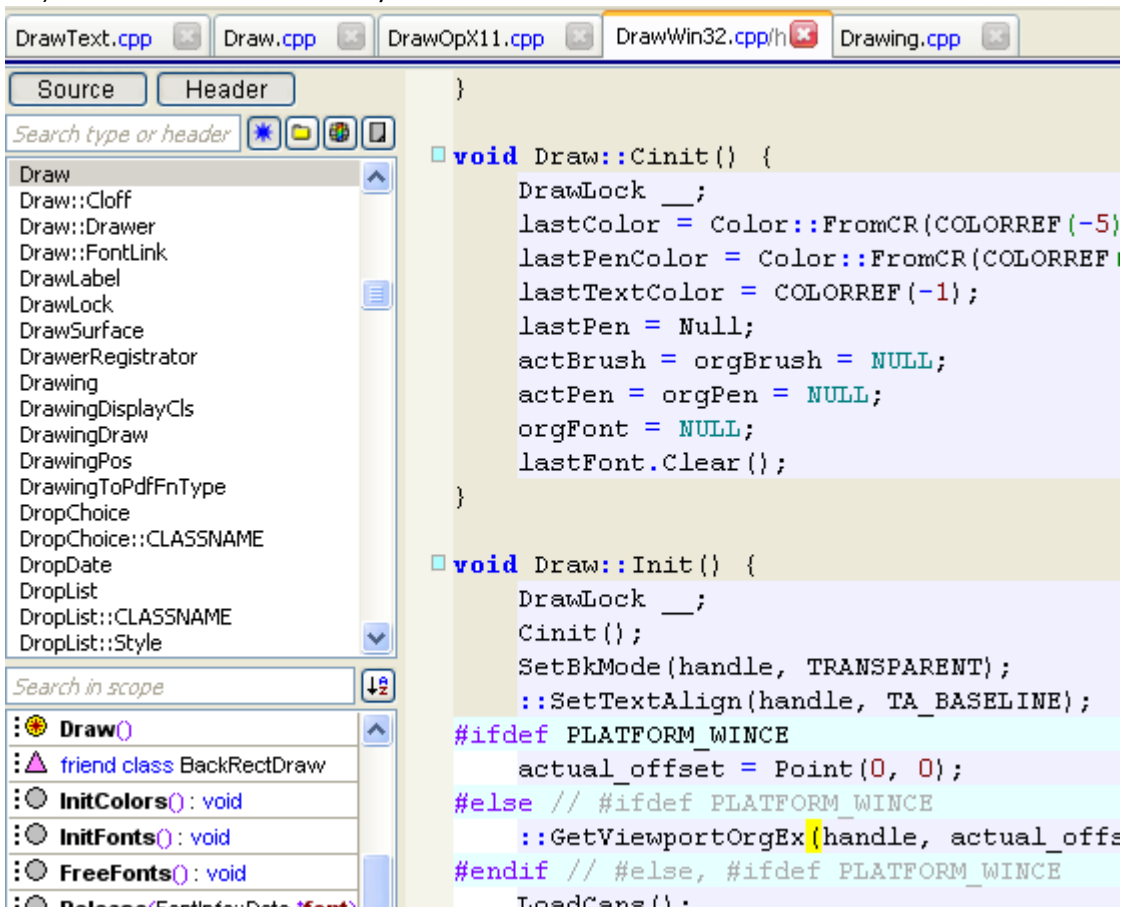 DrawText.cpp Draw.cpp DrawOpX11.cpp DrawWin32.cpp/h Drawing.cpp
Source Header
Search type or header
Draw
Draw::Cloff
Draw::Drawer
Draw::FontLink
DrawLabel
DrawLock
DrawSurface
DrawerRegistrator
Drawing
DrawingDisplayCls
DrawingDraw
DrawingPos
DrawingToPdfFnType
DropChoice
DropChoice::CLASSNAME
DropDate
DropList
DropList::CLASSNAME
DropList::Style
Search in scope
Draw()
friend class BackRectDraw
InitColors() : void
InitFonts() : void
FreeFonts() : void
}
void Draw::Cinit() {
DrawLock __;
lastColor = Color::FromCR(COLORREF(-5)
lastPenColor = Color::FromCR(COLORREF
lastTextColor = COLORREF(-1);
lastPen = Null;
actBrush = orgBrush = NULL;
actPen = orgPen = NULL;
orgFont = NULL;
lastFont.Clear();
}
void Draw::Init() {
DrawLock __;
Cinit();
SetBkMode(handle, TRANSPARENT);
::SetTextAlign(handle, TA_BASELINE);
#ifdef PLATFORM_WINCE
actual_offset = Point(0, 0);
#else // #ifdef PLATFORM_WINCE
::GetViewportOrgEx(handle, actual_offs
#endif // #else, #ifdef PLATFORM_WINCE
LoadCaps();